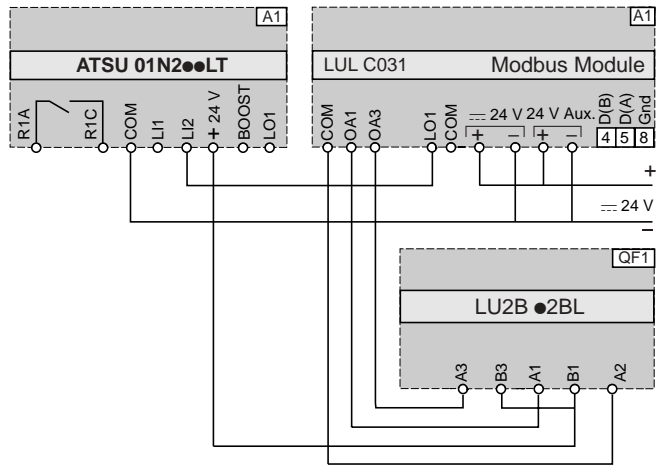 A1
ATSU 01N2●●LT
R1A
R1C
COM
LI1
LI2
+ 24 V
BOOST
LO1
A1
LUL C031 Modbus Module
COM
OA1
OA3
LO1
COM
24 V 24 V Aux.
+ – + –
D(B)
D(A)
Gnd
4 5 8
+
24 V
–
QF1
LU2B ●2BL
A3
B3
A1
B1
A2